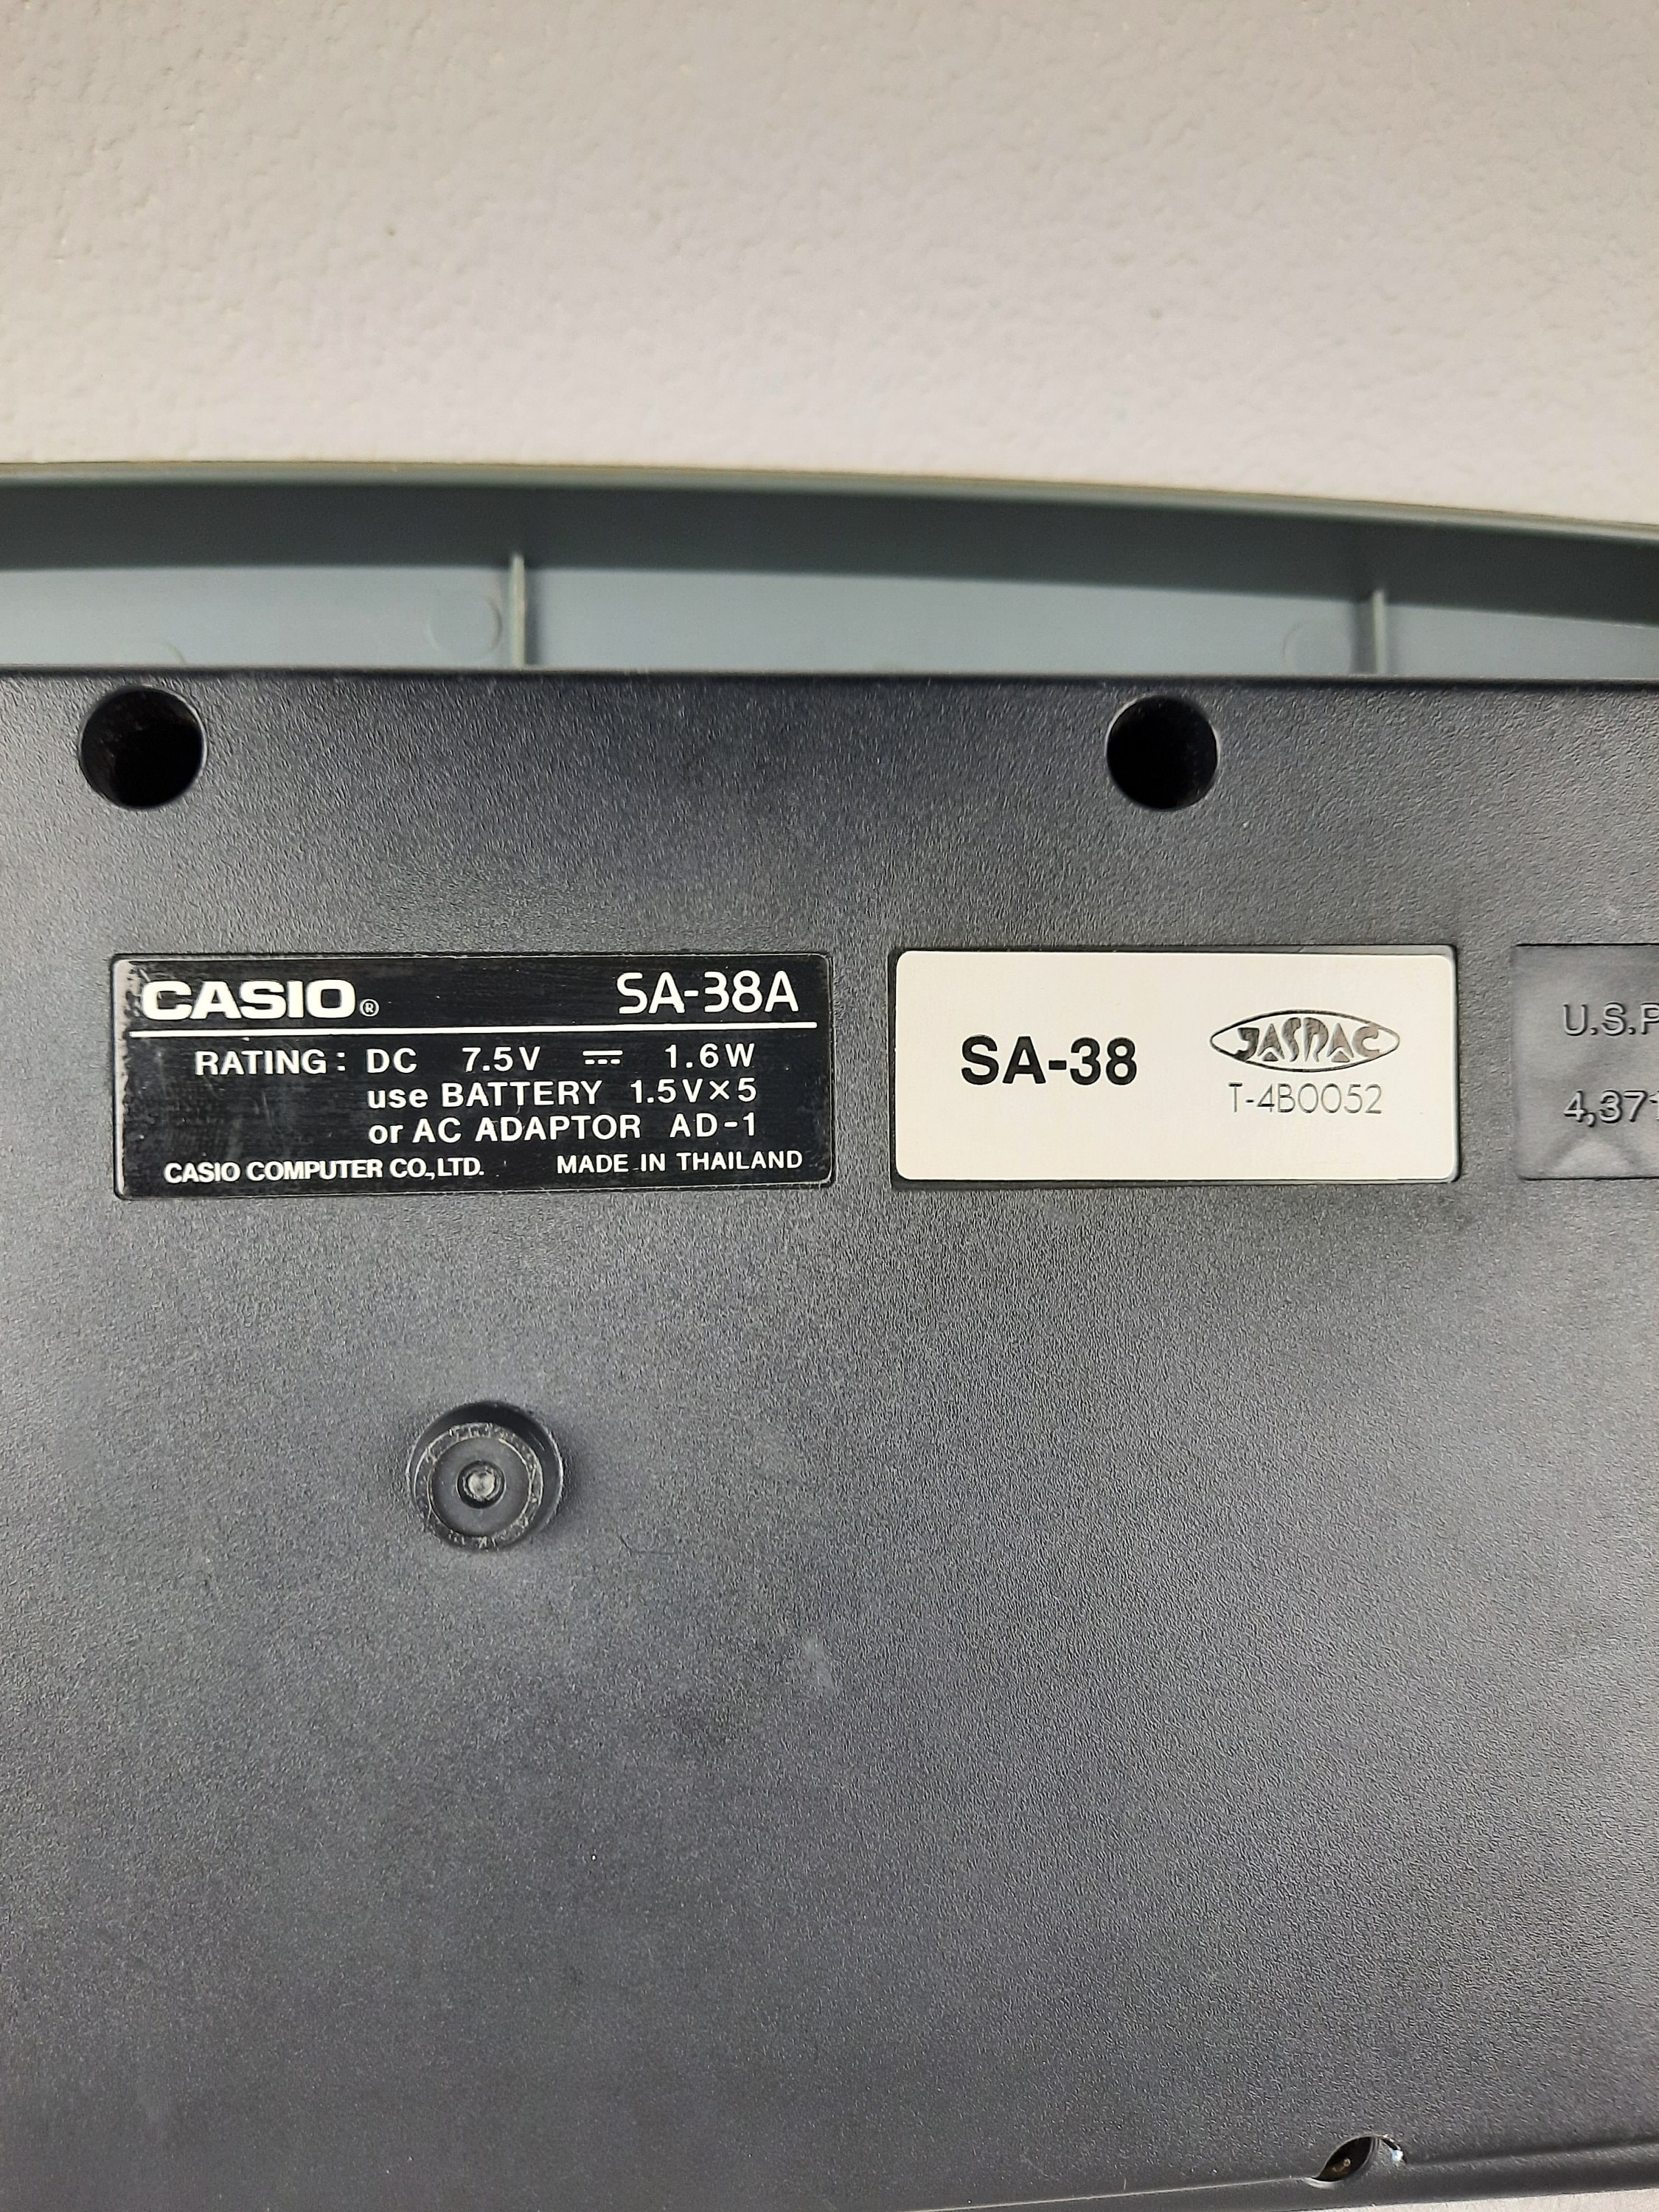 CASIO® SA-38A
RATING: DC 7.5V ⎓ 1.6W
use BATTERY 1.5V×5
or AC ADAPTOR AD-1
CASIO COMPUTER CO.,LTD. MADE IN THAILAND
SA-38
JASPAC
T-4B0052
U.S.P
4,371